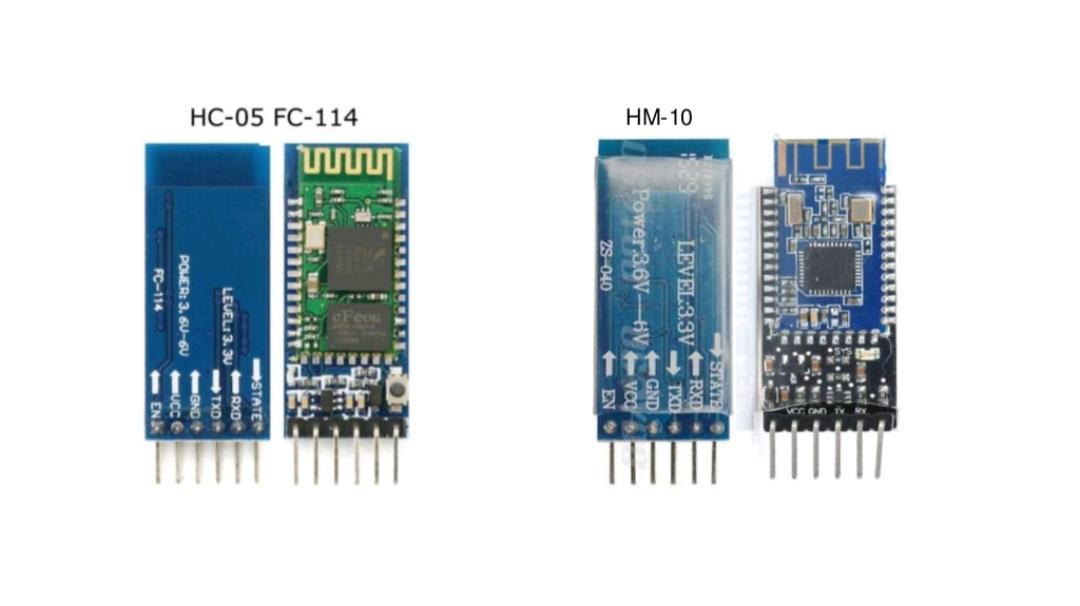 HC-05 FC-114
HM-10
FC-114
POWER:3.6V-6V
LEVEL:3.3V
EN
VCC
GND
TXD
RXD
STATE
cFeon
ZS-040
Power:3.6V—6V
LEVEL:3.3V
EN
VCC
GND
TXD
RXD
STATE
SYS
VCC GND TX RX